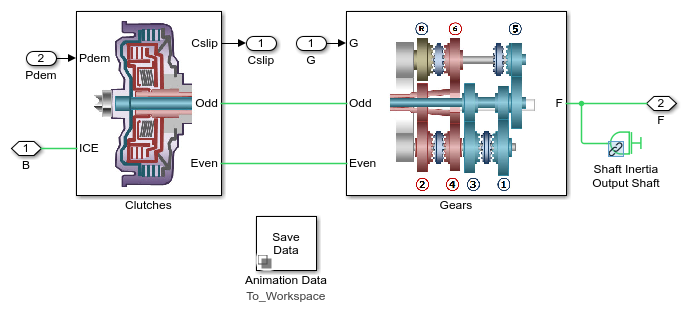 2
Pdem
Pdem
1
B
ICE
Cslip
Odd
Even
Clutches
1
Cslip
1
G
G
Odd
Even
R
6
5
2
4
3
1
F
Gears
2
F
Shaft Inertia
Output Shaft
Save
Data
Animation Data
To_Workspace